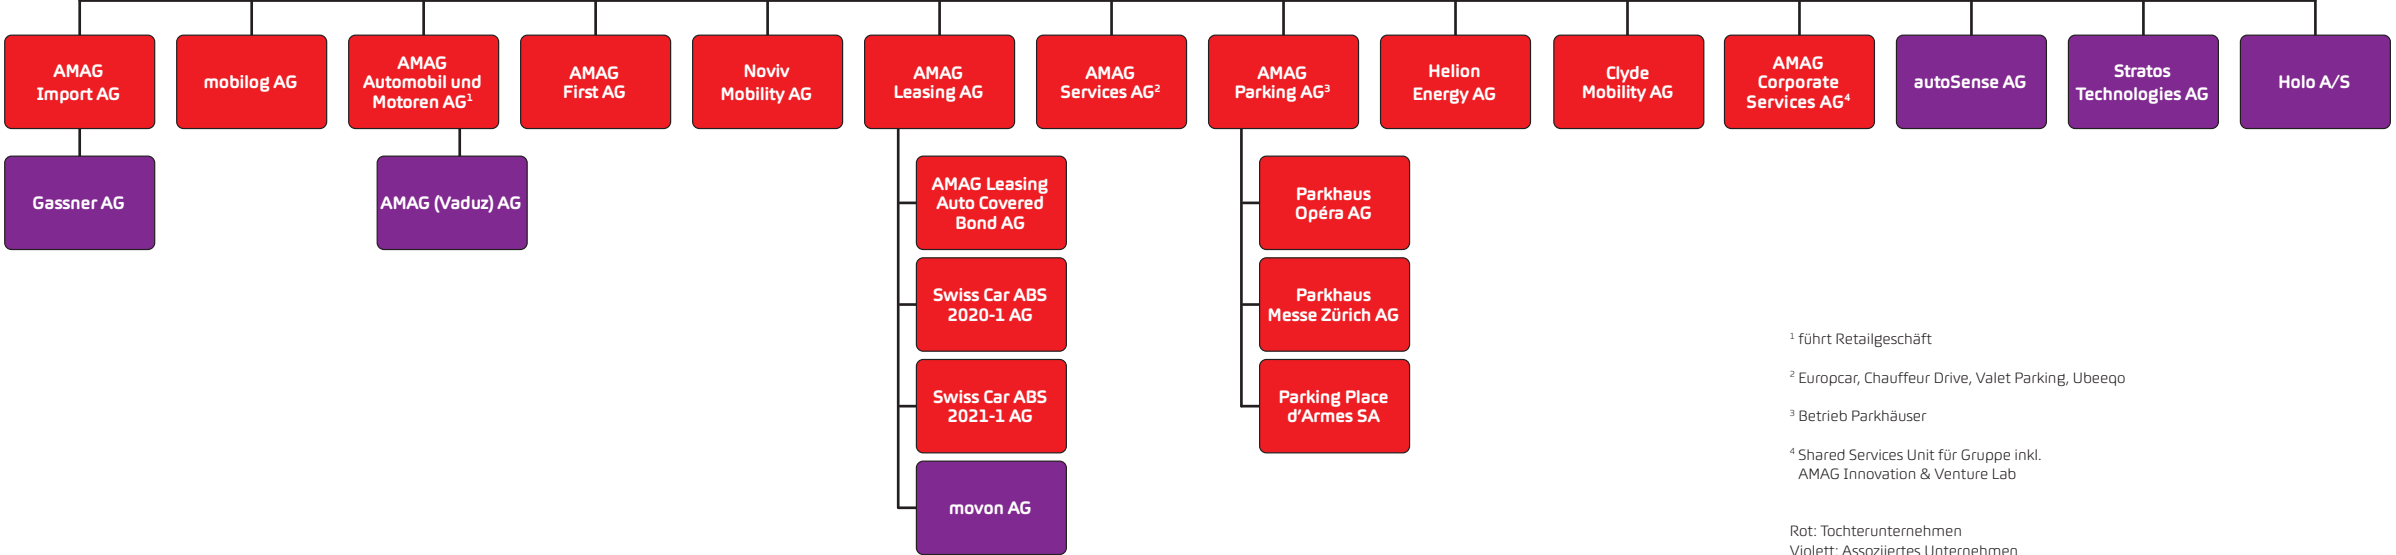 AMAG
Import AG
mobilog AG
AMAG
Automobil und
Motoren AG¹
AMAG
First AG
Noviv
Mobility AG
AMAG
Leasing AG
AMAG
Services AG²
AMAG
Parking AG³
Helion
Energy AG
Clyde
Mobility AG
AMAG
Corporate
Services AG⁴
autoSense AG
Stratos
Technologies AG
Holo A/S
Gassner AG
AMAG (Vaduz) AG
AMAG Leasing
Auto Covered
Bond AG
Swiss Car ABS
2020-1 AG
Swiss Car ABS
2021-1 AG
movon AG
Parkhaus
Opéra AG
Parkhaus
Messe Zürich AG
Parking Place
d'Armes SA
¹ führt Retailgeschäft
² Europcar, Chauffeur Drive, Valet Parking, Ubeeqo
³ Betrieb Parkhäuser
⁴ Shared Services Unit für Gruppe inkl.
AMAG Innovation & Venture Lab
Rot: Tochterunternehmen
Violett: Assoziiertes Unternehmen